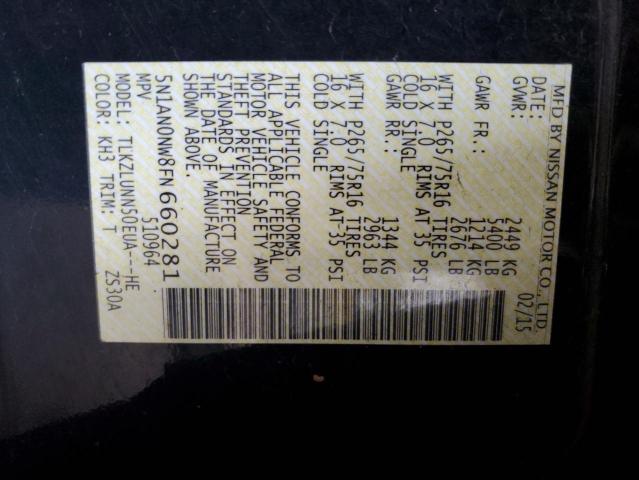 MFD BY NISSAN MOTOR CO., LTD.
DATE: 02/15
GVWR: 2449 KG
5400 LB
GAWR FR.: 1214 KG
2676 LB
WITH P265/75R16 TIRES
16 X 7.0 RIMS AT 35 PSI
COLD SINGLE
GAWR RR.: 1344 KG
2963 LB
WITH P265/75R16 TIRES
16 X 7.0 RIMS AT 35 PSI
COLD SINGLE
THIS VEHICLE CONFORMS TO
ALL APPLICABLE FEDERAL
MOTOR VEHICLE SAFETY AND
THEFT PREVENTION
STANDARDS IN EFFECT ON
THE DATE OF MANUFACTURE
SHOWN ABOVE.
5N1AN0NW8FN660281
MPV 510964
MODEL: TLKZLUNN50EUA---HE
COLOR: KH3 TRIM: T ZS30A